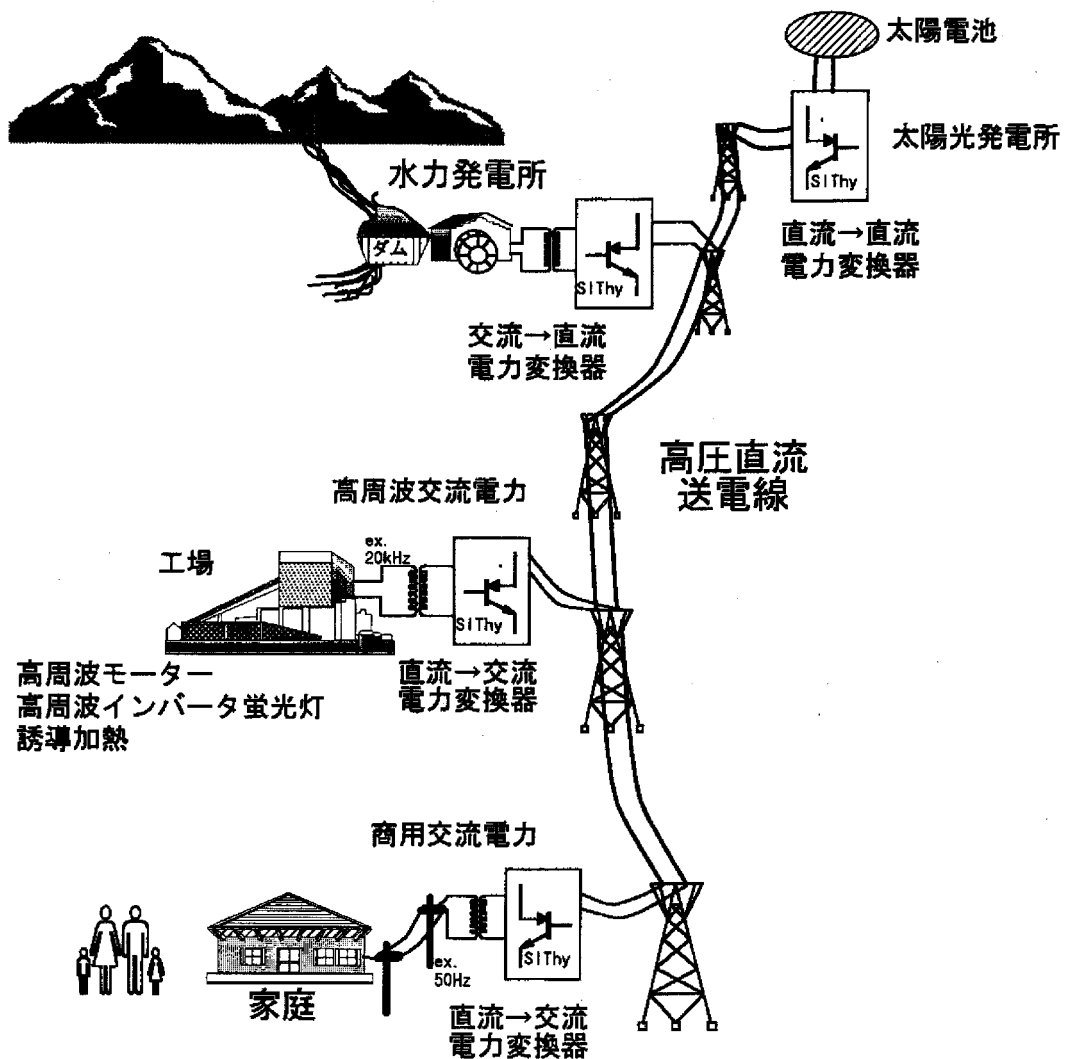 太陽電池
太陽光発電所
SIThy
直流→直流
電力変換器
水力発電所
ダム
SIThy
交流→直流
電力変換器
高圧直流
送電線
高周波交流電力
工場
ex.
20kHz
SIThy
直流→交流
電力変換器
高周波モーター
高周波インバータ蛍光灯
誘導加熱
商用交流電力
SIThy
ex.
50Hz
家庭
直流→交流
電力変換器